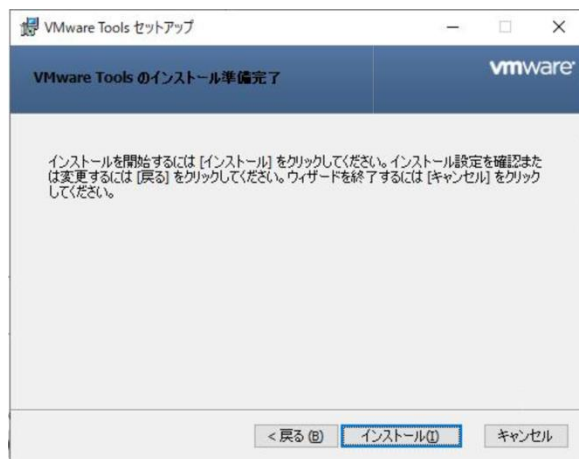 VMware Tools セットアップ
VMware Tools のインストール準備完了
vmware
インストールを開始するには [インストール] をクリックしてください。インストール設定を確認また
は変更するには [戻る] をクリックしてください。ウィザードを終了するには [キャンセル] をクリック
してください。
< 戻る (B)
インストール(I)
キャンセル